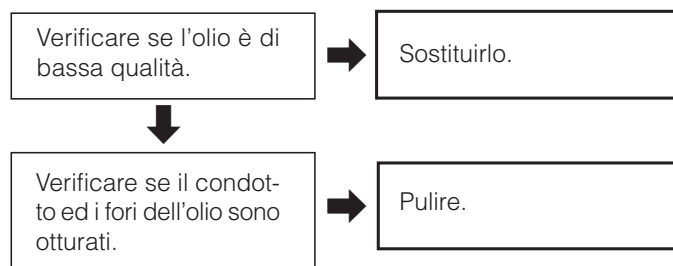 Verificare se l'olio è di
bassa qualità.
Sostituirlo.
Verificare se il condot-
to ed i fori dell'olio sono
otturati.
Pulire.